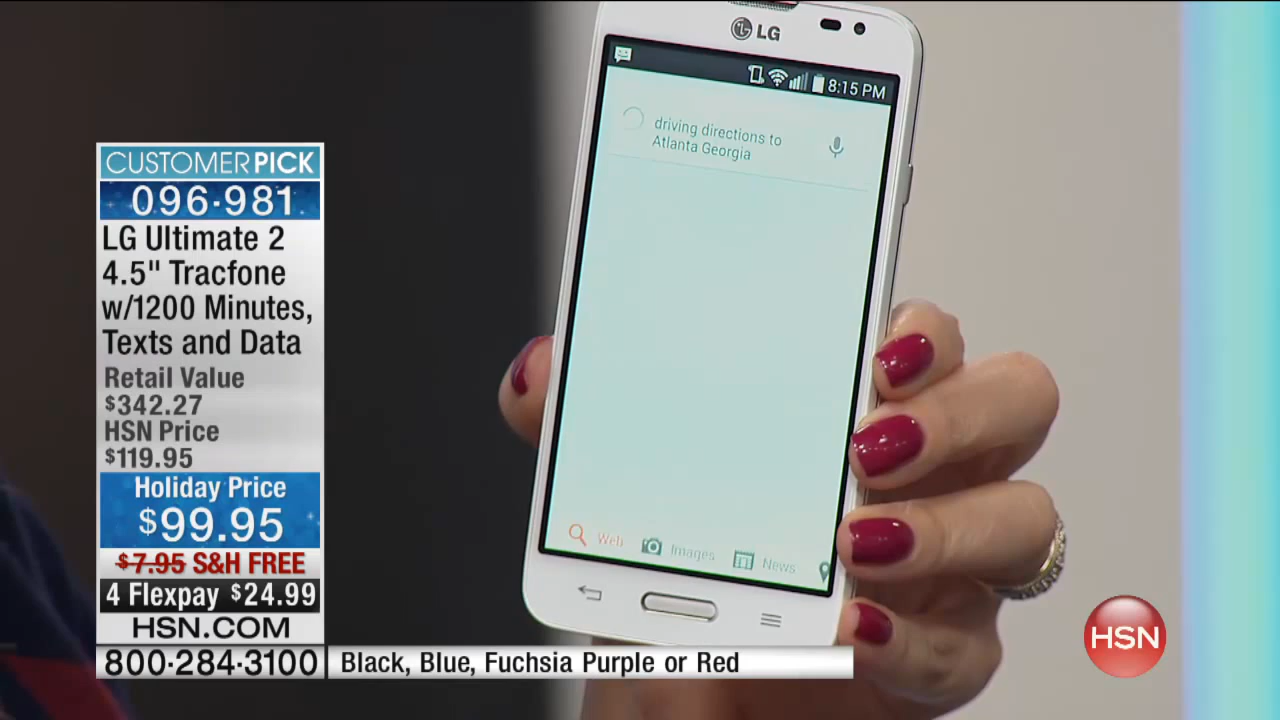 CUSTOMER PICK
096-981
LG Ultimate 2
4.5" Tracfone
w/1200 Minutes,
Texts and Data
Retail Value
$342.27
HSN Price
$119.95
Holiday Price
$99.95
$7.95 S&H FREE
4 Flexpay $24.99
HSN.COM
800-284-3100
Black, Blue, Fuchsia Purple or Red
LG
8:15 PM
driving directions to
Atlanta Georgia
Web Images News
HSN